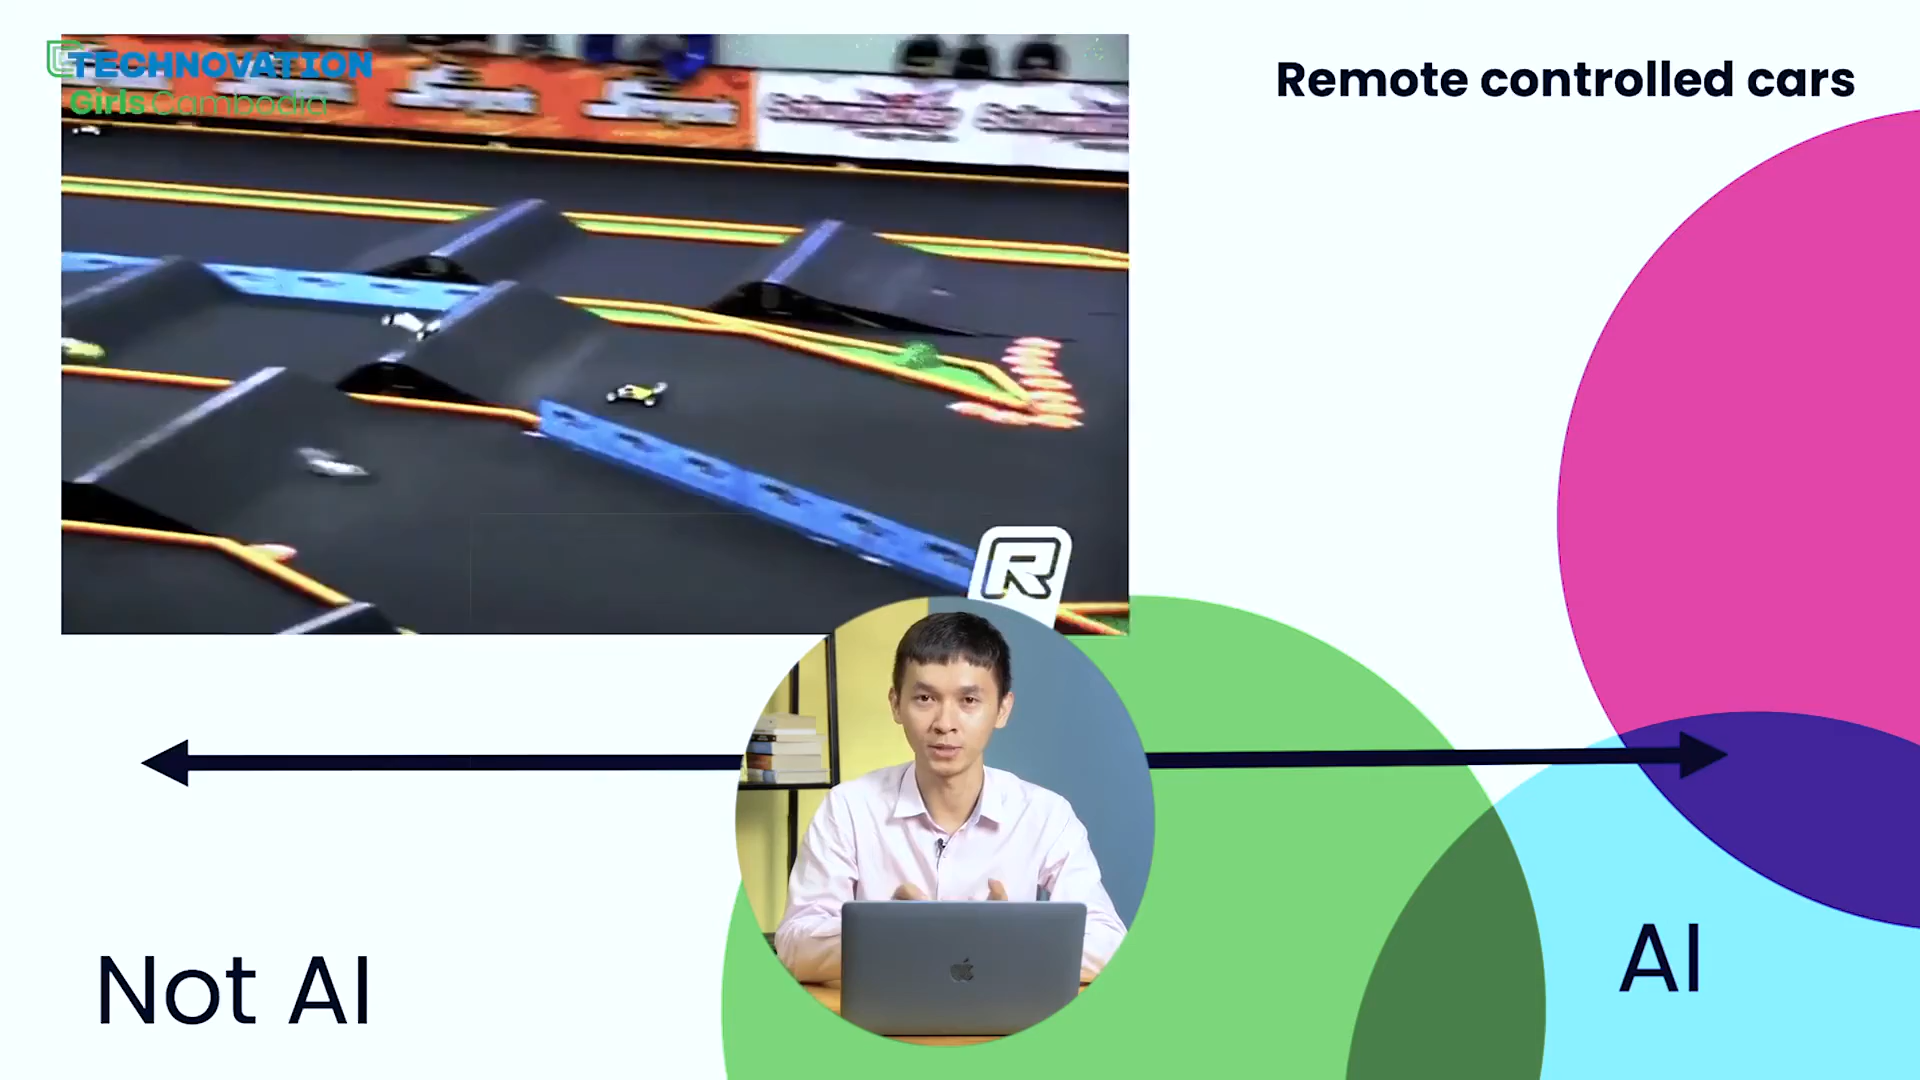 TECHNOVATION
Girls Cambodia
Remote controlled cars
R
Not AI
AI